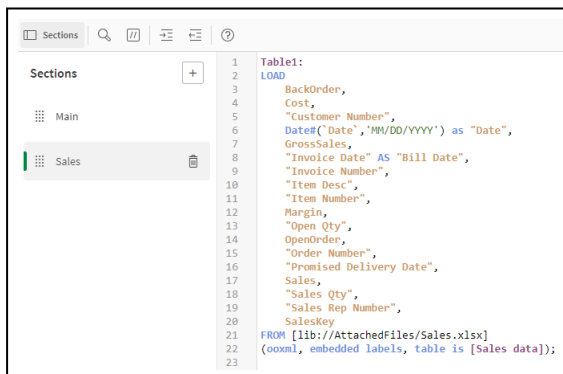 Sections
Sections
Main
Sales
1 Table1:
2 LOAD
3 BackOrder,
4 Cost,
5 "Customer Number",
6 Date#(`Date`,'MM/DD/YYYY') as "Date",
7 GrossSales,
8 "Invoice Date" AS "Bill Date",
9 "Invoice Number",
10 "Item Desc",
11 "Item Number",
12 Margin,
13 "Open Qty",
14 OpenOrder,
15 "Order Number",
16 "Promised Delivery Date",
17 Sales,
18 "Sales Qty",
19 "Sales Rep Number",
20 SalesKey
21 FROM [lib://AttachedFiles/Sales.xlsx]
22 (ooxml, embedded labels, table is [Sales data]);
23